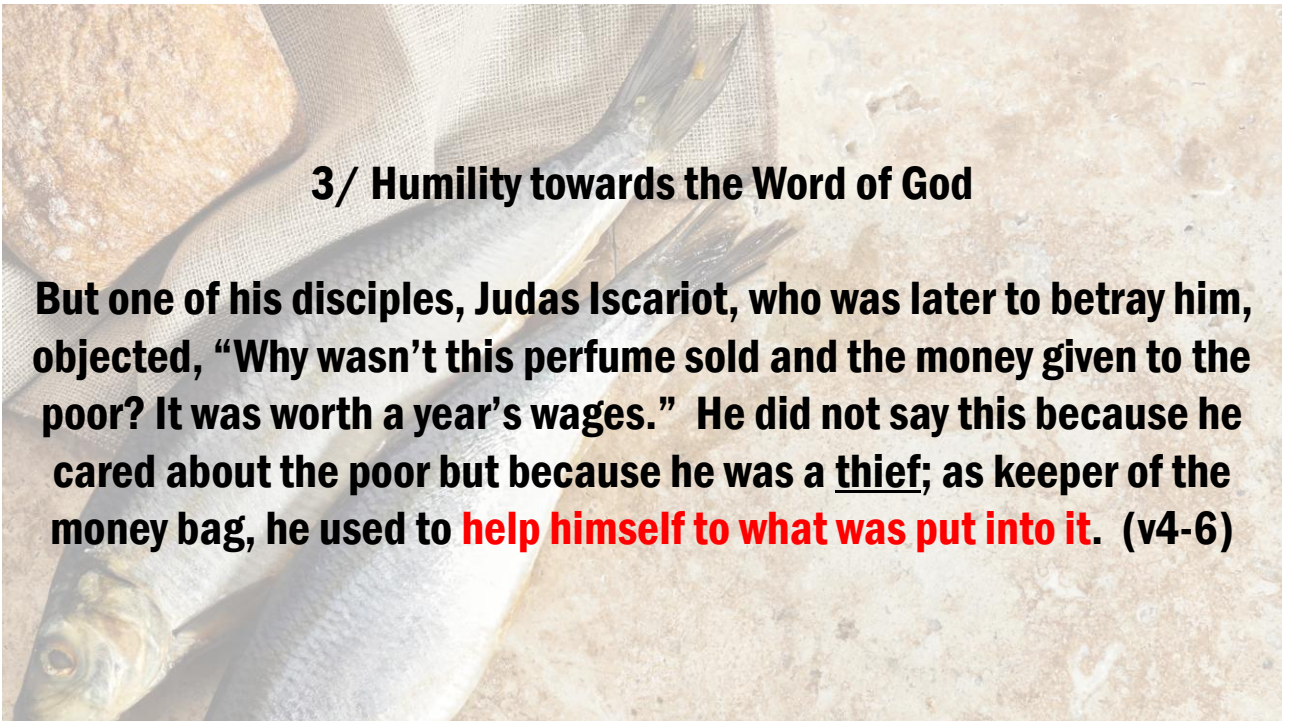 3/ Humility towards the Word of God
But one of his disciples, Judas Iscariot, who was later to betray him,
objected, “Why wasn’t this perfume sold and the money given to the
poor? It was worth a year’s wages.”  He did not say this because he
cared about the poor but because he was a thief; as keeper of the
money bag, he used to help himself to what was put into it.  (v4-6)